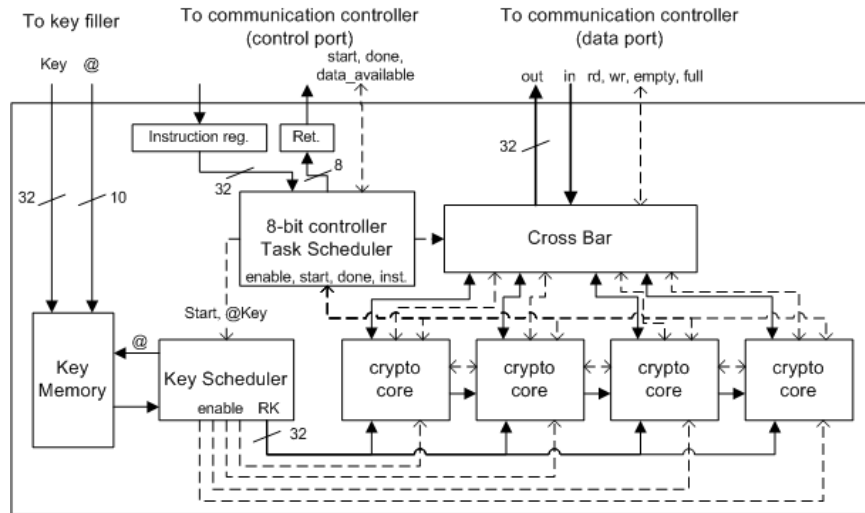 To key filler
To communication controller
(control port)
To communication controller
(data port)
Key @
start, done,
data_available
out in rd, wr, empty, full
Instruction reg.
Ret.
32
8
32
32
10
8-bit controller
Task Scheduler
enable, start, done, inst.
Cross Bar
Start, @Key
Key
Memory
@
Key Scheduler
enable RK
32
crypto
core
crypto
core
crypto
core
crypto
core